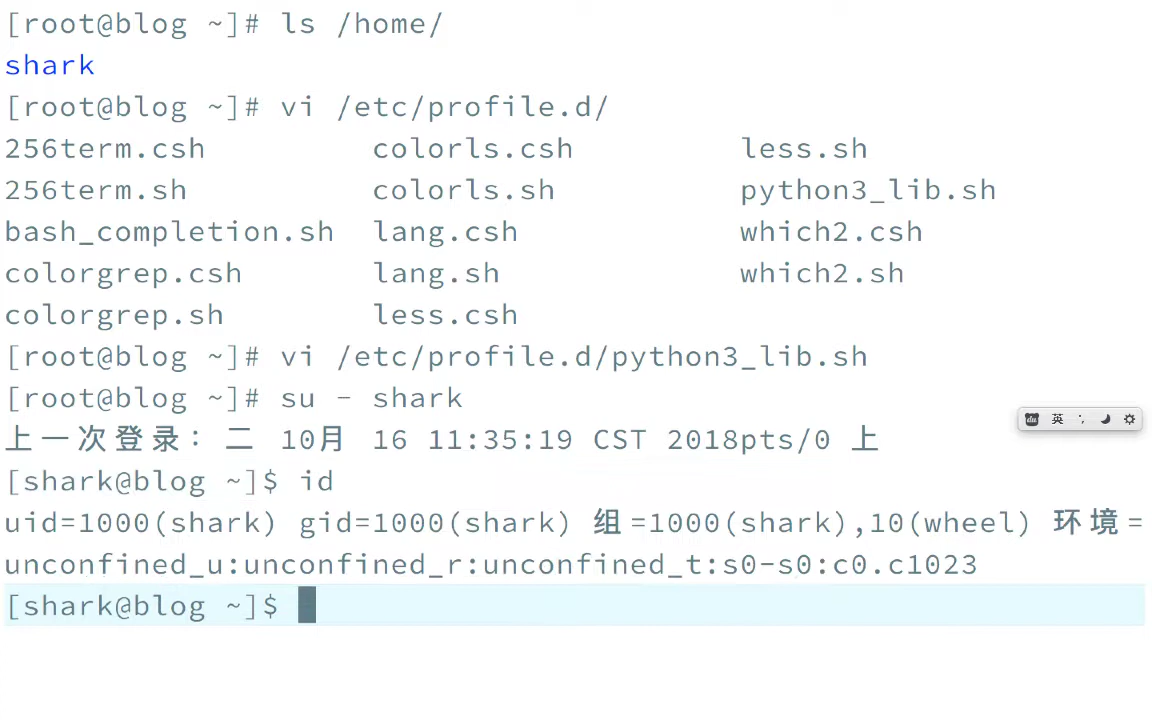 [root@blog ~]# ls /home/
shark
[root@blog ~]# vi /etc/profile.d/
256term.csh colorls.csh less.sh
256term.sh colorls.sh python3_lib.sh
bash_completion.sh lang.csh which2.csh
colorgrep.csh lang.sh which2.sh
colorgrep.sh less.csh
[root@blog ~]# vi /etc/profile.d/python3_lib.sh
[root@blog ~]# su - shark
上一次登录：二 10月 16 11:35:19 CST 2018pts/0 上
[shark@blog ~]$ id
uid=1000(shark) gid=1000(shark) 组=1000(shark),10(wheel) 环境=
unconfined_u:unconfined_r:unconfined_t:s0-s0:c0.c1023
[shark@blog ~]$
du 英